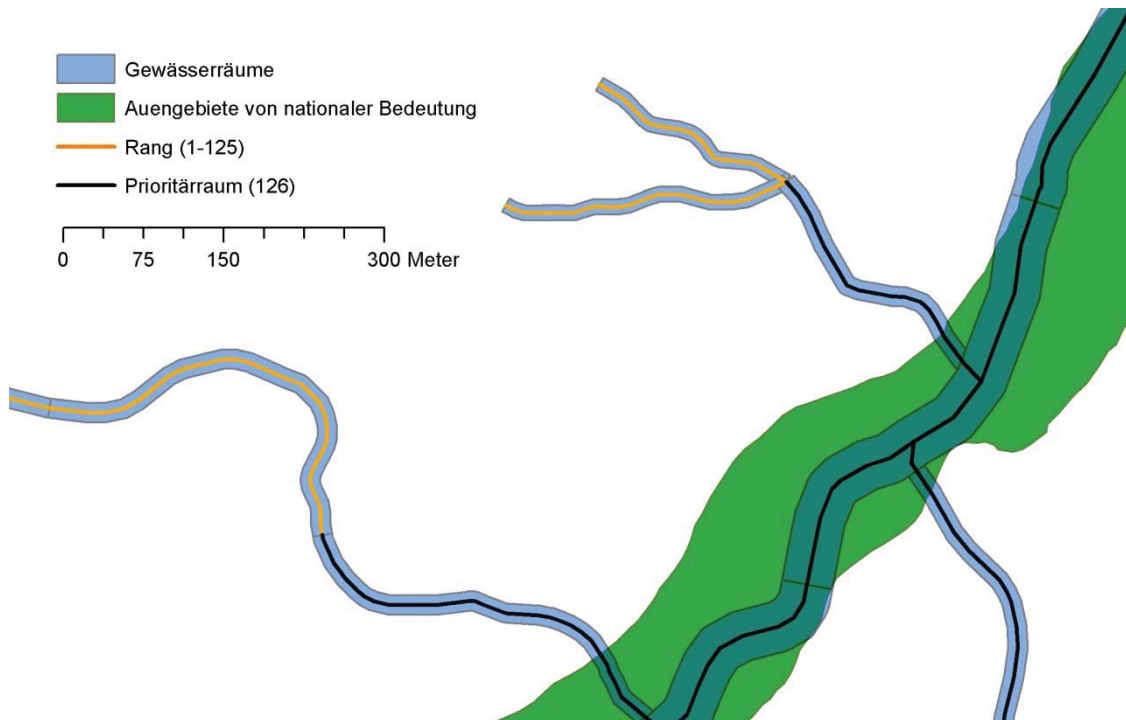 Gewässerräume
Auengebiete von nationaler Bedeutung
Rang (1-125)
Prioritärraum (126)
0 75 150 300 Meter